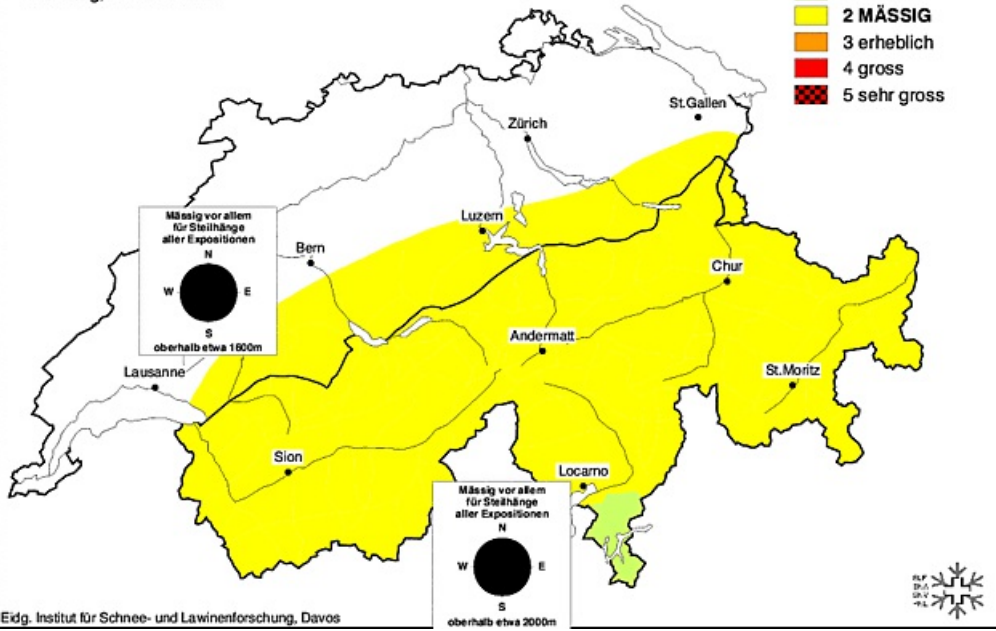 2 MÄSSIG
3 erheblich
4 gross
5 sehr gross
St.Gallen
Zürich
Mässig vor allem
für Steilhänge
aller Expositionen
N
W E
S
oberhalb etwa 1600m
Luzern
Bern
Chur
Andermatt
Lausanne
St.Moritz
Sion
Locarno
Mässig vor allem
für Steilhänge
aller Expositionen
N
W E
S
oberhalb etwa 2000m
Eidg. Institut für Schnee- und Lawinenforschung, Davos